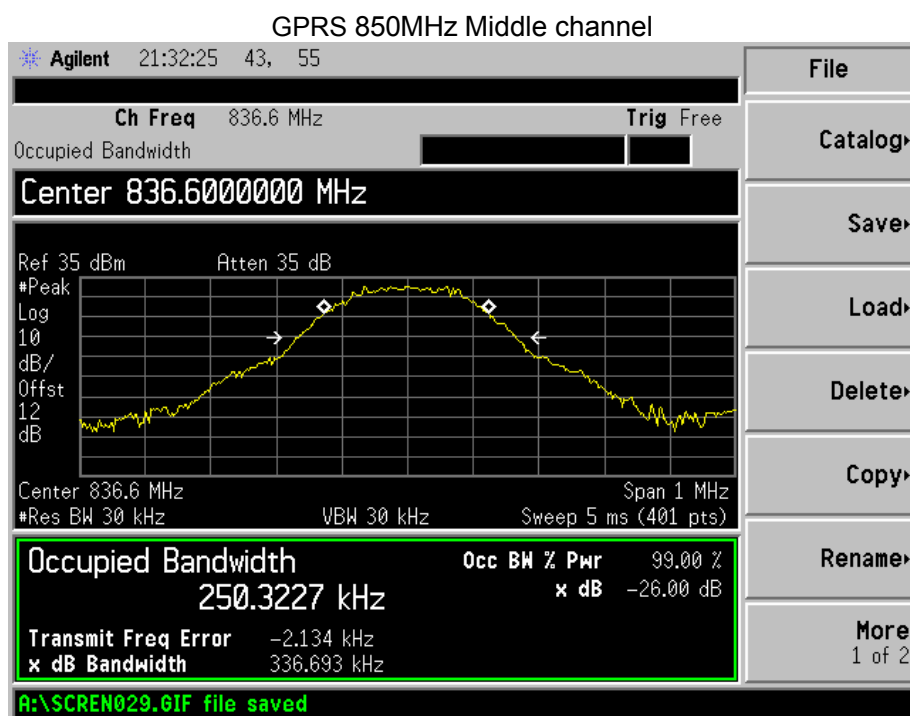 GPRS 850MHz Middle channel
Agilent 21:32:25 43, 55
File
Ch Freq 836.6 MHz Trig Free
Occupied Bandwidth
Catalog
Center 836.6000000 MHz
Save
Ref 35 dBm Atten 35 dB
#Peak
Log
10
dB/
Offst
12
dB
Load
Delete
Center 836.6 MHz Span 1 MHz
#Res BW 30 kHz VBW 30 kHz Sweep 5 ms (401 pts)
Copy
Occupied Bandwidth Occ BW % Pwr 99.00 %
250.3227 kHz x dB -26.00 dB
Rename
Transmit Freq Error -2.134 kHz
x dB Bandwidth 336.693 kHz
More
1 of 2
A:\SCREN029.GIF file saved